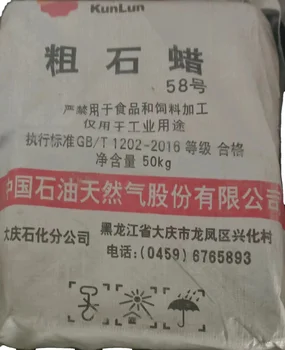 KunLun
粗石蜡
58号
严禁用于食品和饲料加工
仅用于工业用途
执行标准GB/T 1202-2016 等级 合格
净含量 50kg
中国石油天然气股份有限公司
大庆石化分公司
黑龙江省大庆市龙凤区兴化村
电话：(0459) 6765893